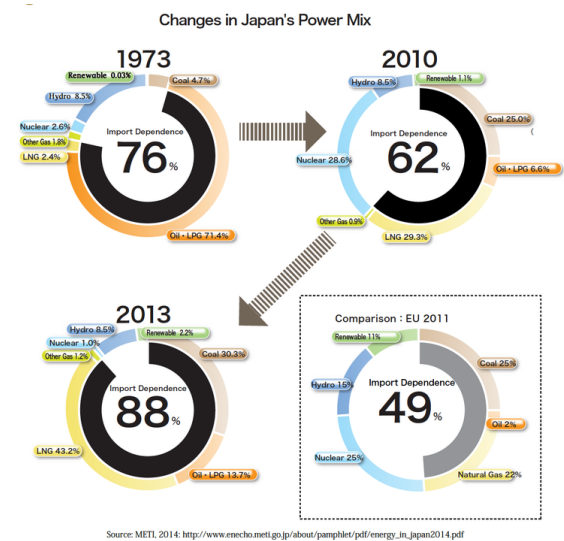 Changes in Japan's Power Mix
1973
Renewable 0.03%
Coal 4.7%
Hydro 8.5%
Nuclear 2.6%
Other Gas 1.8%
LNG 2.4%
Import Dependence
76%
Oil・LPG 71.4%
2010
Hydro 8.5%
Renewable 1.1%
Coal 25.0%
(
Nuclear 28.6%
Import Dependence
62%
Oil・LPG 6.6%
Other Gas 0.9%
LNG 29.3%
2013
Hydro 8.5%
Renewable 2.2%
Nuclear 1.0%
Other Gas 1.2%
Coal 30.3%
Import Dependence
88%
LNG 43.2%
Oil・LPG 13.7%
Comparison : EU 2011
Renewable 11%
Coal 25%
Hydro 15%
Import Dependence
49%
Oil 2%
Nuclear 25%
Natural Gas 22%
Source: METI, 2014: http://www.enecho.meti.go.jp/about/pamphlet/pdf/energy_in_japan2014.pdf